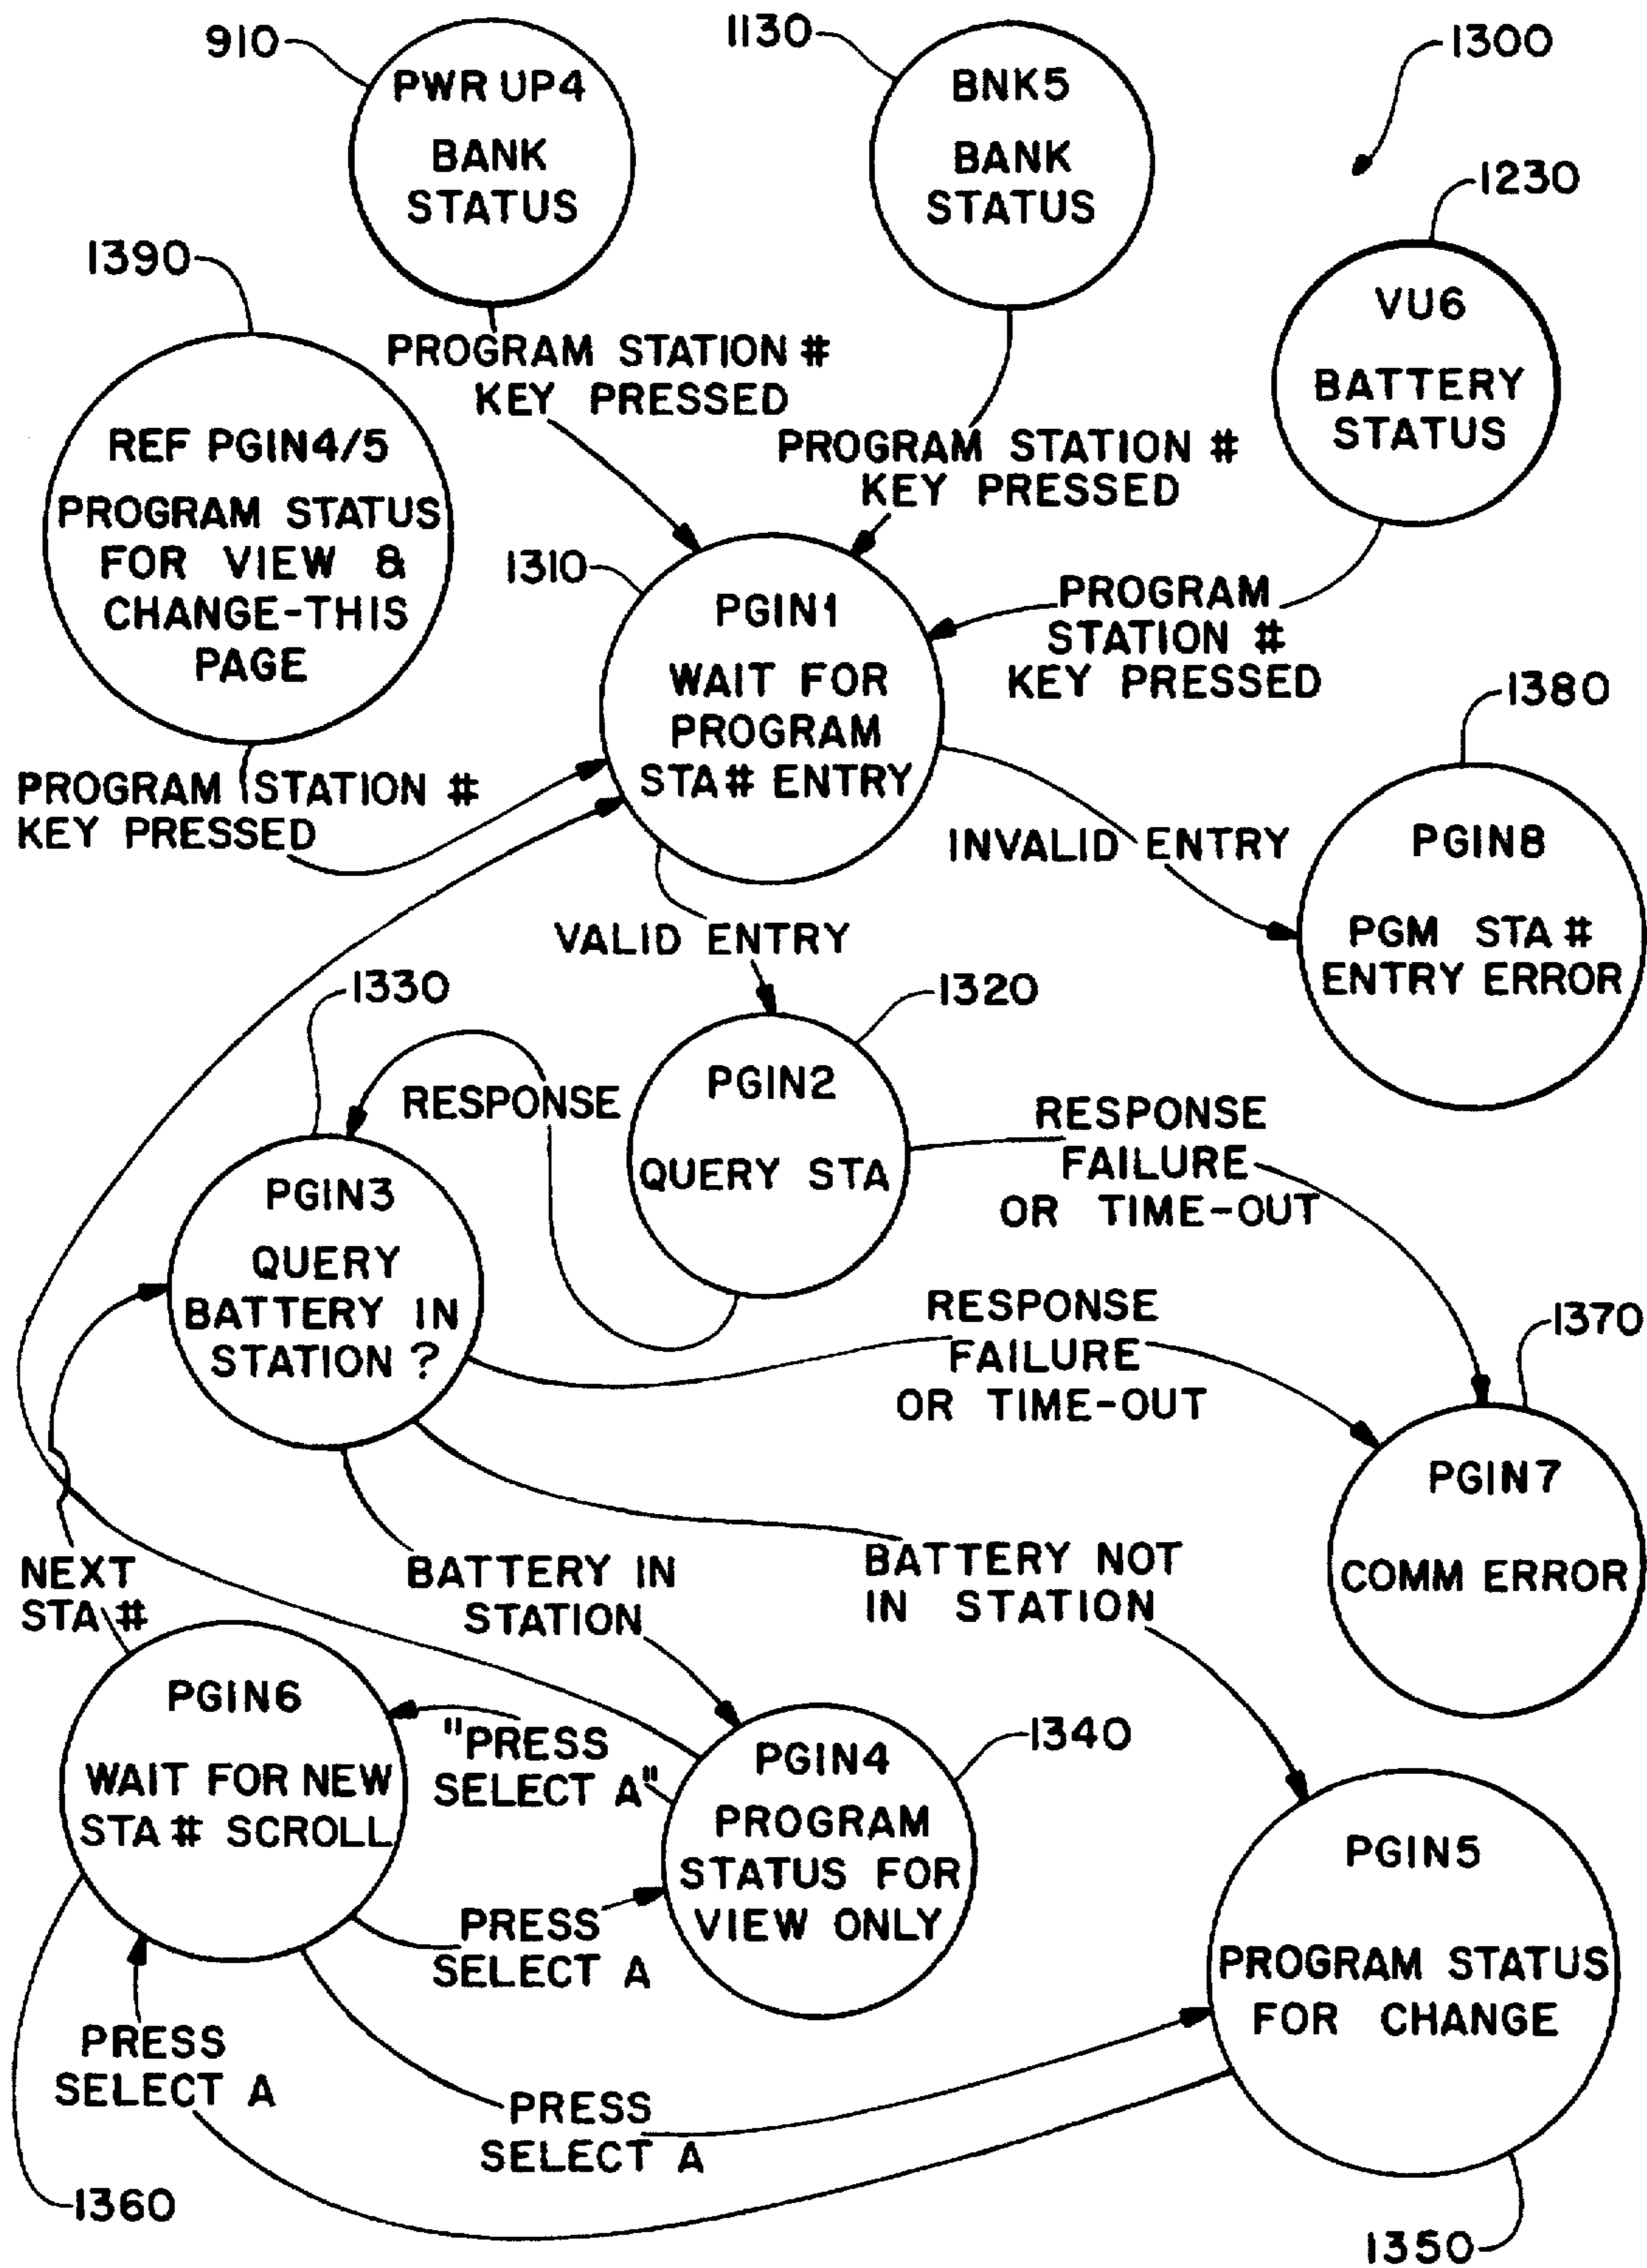 910
PWR UP4
BANK
STATUS
1130
BNK5
BANK
STATUS
1300
1230
VU6
BATTERY
STATUS
1390
REF PGIN4/5
PROGRAM STATUS
FOR VIEW &
CHANGE-THIS
PAGE
PROGRAM STATION #
KEY PRESSED
PROGRAM STATION #
KEY PRESSED
PROGRAM
STATION #
KEY PRESSED
PROGRAM STATION #
KEY PRESSED
1310
PGIN1
WAIT FOR
PROGRAM
STA# ENTRY
1380
PGIN8
PGM STA #
ENTRY ERROR
INVALID ENTRY
VALID ENTRY
1330
PGIN3
QUERY
BATTERY IN
STATION ?
RESPONSE
1320
PGIN2
QUERY STA
RESPONSE
FAILURE
OR TIME-OUT
RESPONSE
FAILURE
OR TIME-OUT
1370
PGIN7
COMM ERROR
NEXT
STA #
BATTERY IN
STATION
BATTERY NOT
IN STATION
PGIN6
WAIT FOR NEW
STA # SCROLL
"PRESS
SELECT A"
PRESS
SELECT A
1340
PGIN4
PROGRAM
STATUS FOR
VIEW ONLY
PGIN5
PROGRAM STATUS
FOR CHANGE
PRESS
SELECT A
PRESS
SELECT A
1360
1350